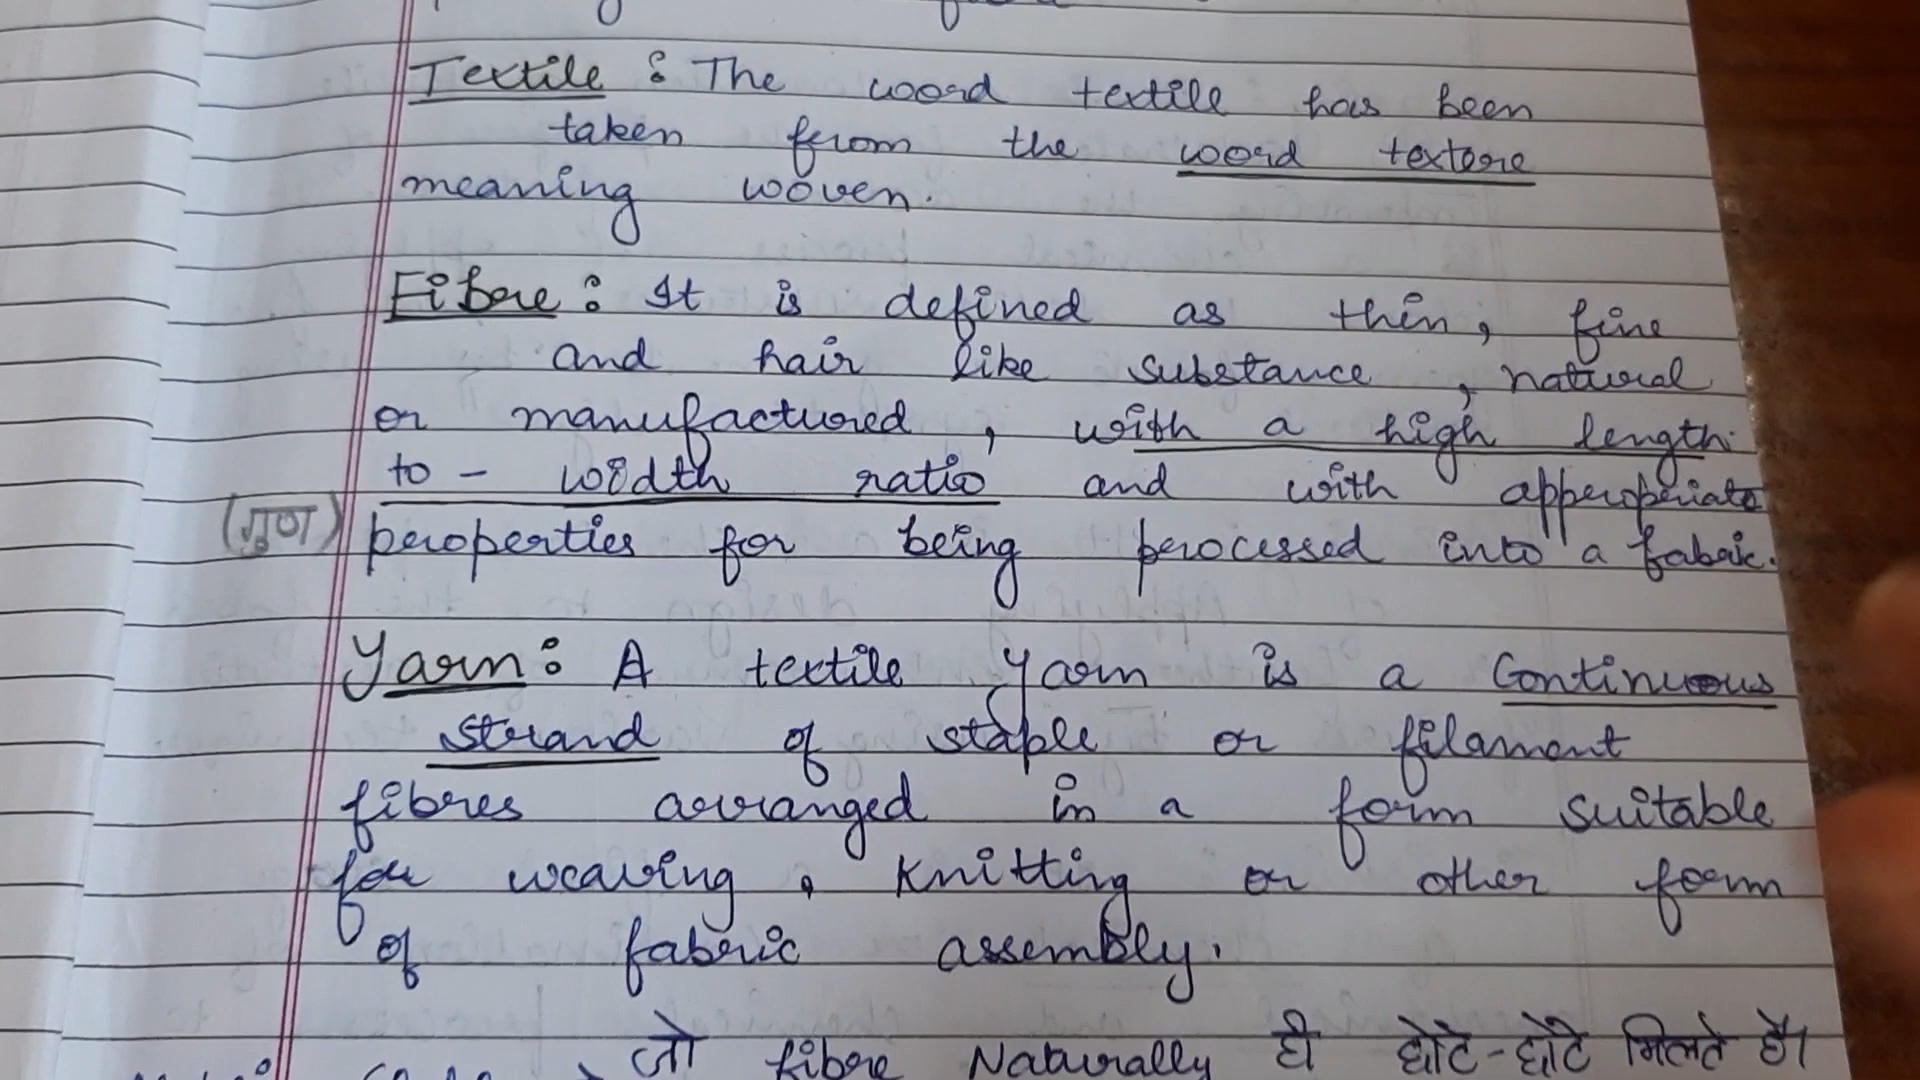 Textile : The word textile has been
taken from the word textere
meaning woven.
Fibre : It is defined as thin, fine
and hair like substance, natural
or manufactured, with a high length
to - width ratio and with appropriate
(गुण) properties for being processed into a fabric.
Yarn : A textile yarn is a Continuous
strand of staple or filament
fibres arranged in a form suitable
for weaving, knitting or other form
of fabric assembly.
जो fibre Naturally ही छोटे-छोटे मिलते है।